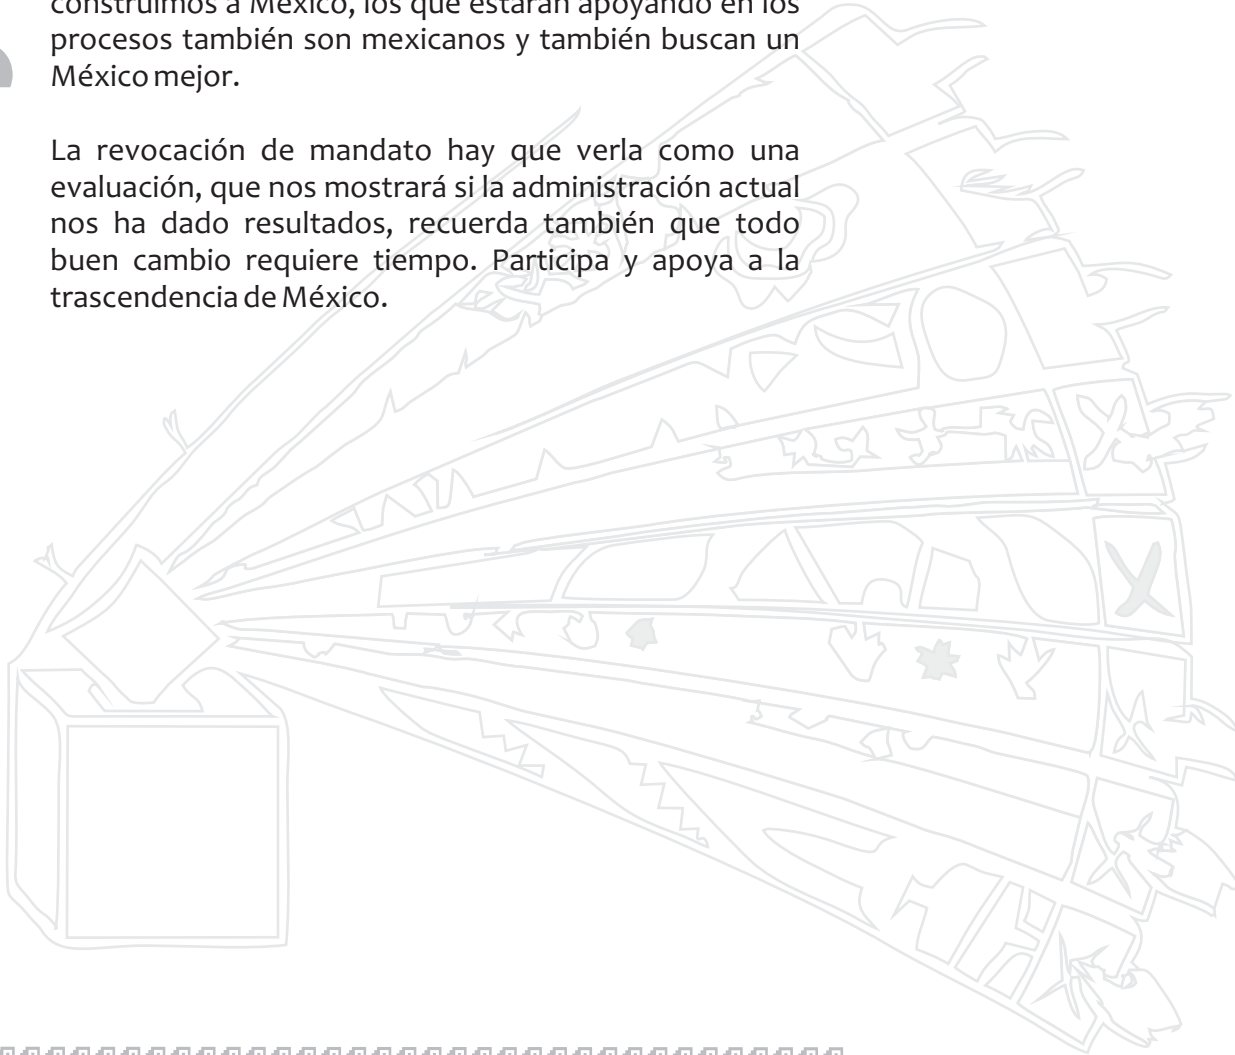 construimos a México, los que estarán apoyando en los
procesos también son mexicanos y también buscan un
México mejor.
La revocación de mandato hay que verla como una
evaluación, que nos mostrará si la administración actual
nos ha dado resultados, recuerda también que todo
buen cambio requiere tiempo. Participa y apoya a la
trascendencia de México.